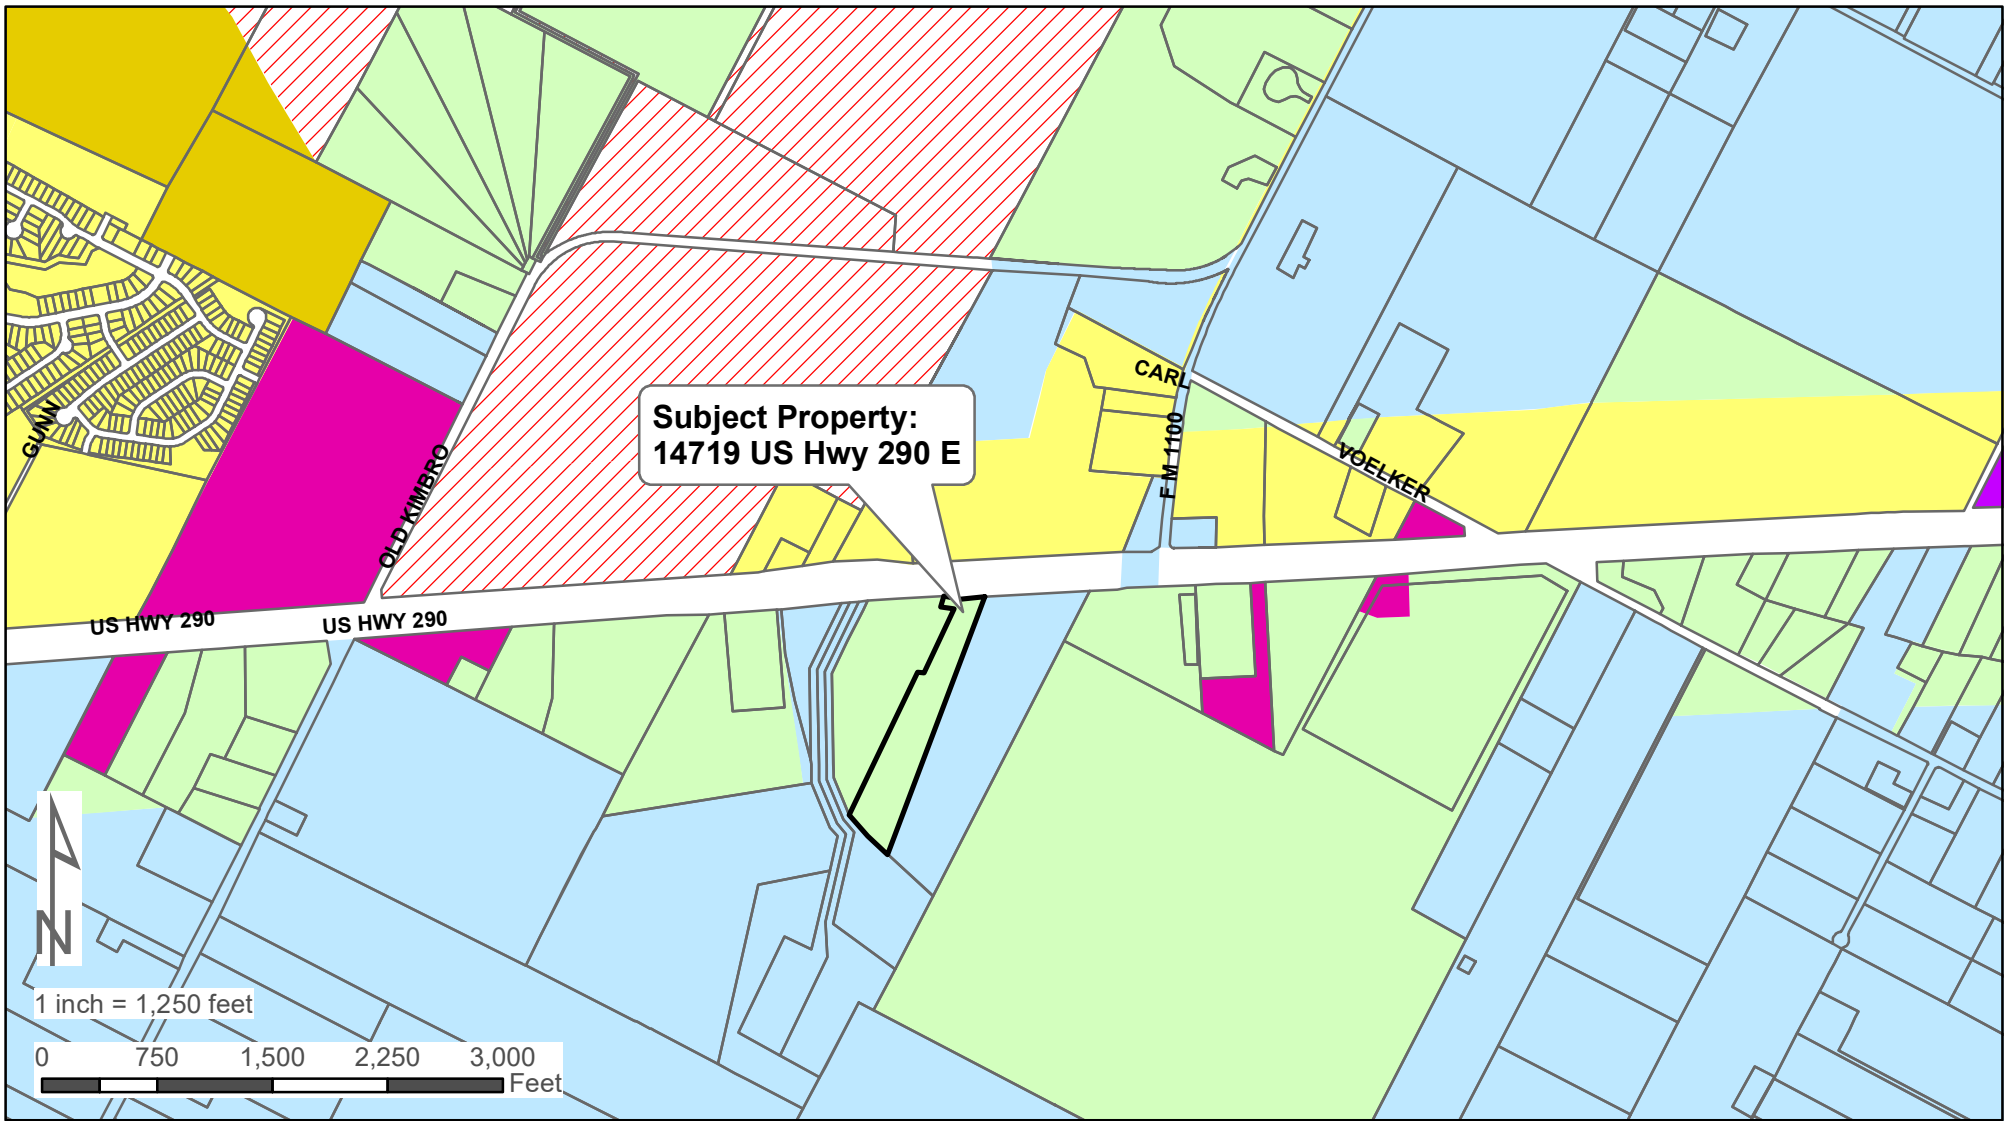 CARL
Subject Property:
14719 US Hwy 290 E
GUNN
OLD KIMBRO
F M 1100
VOELKER
US HWY 290
US HWY 290
N
1 inch = 1,250 feet
0 750 1,500 2,250 3,000
Feet